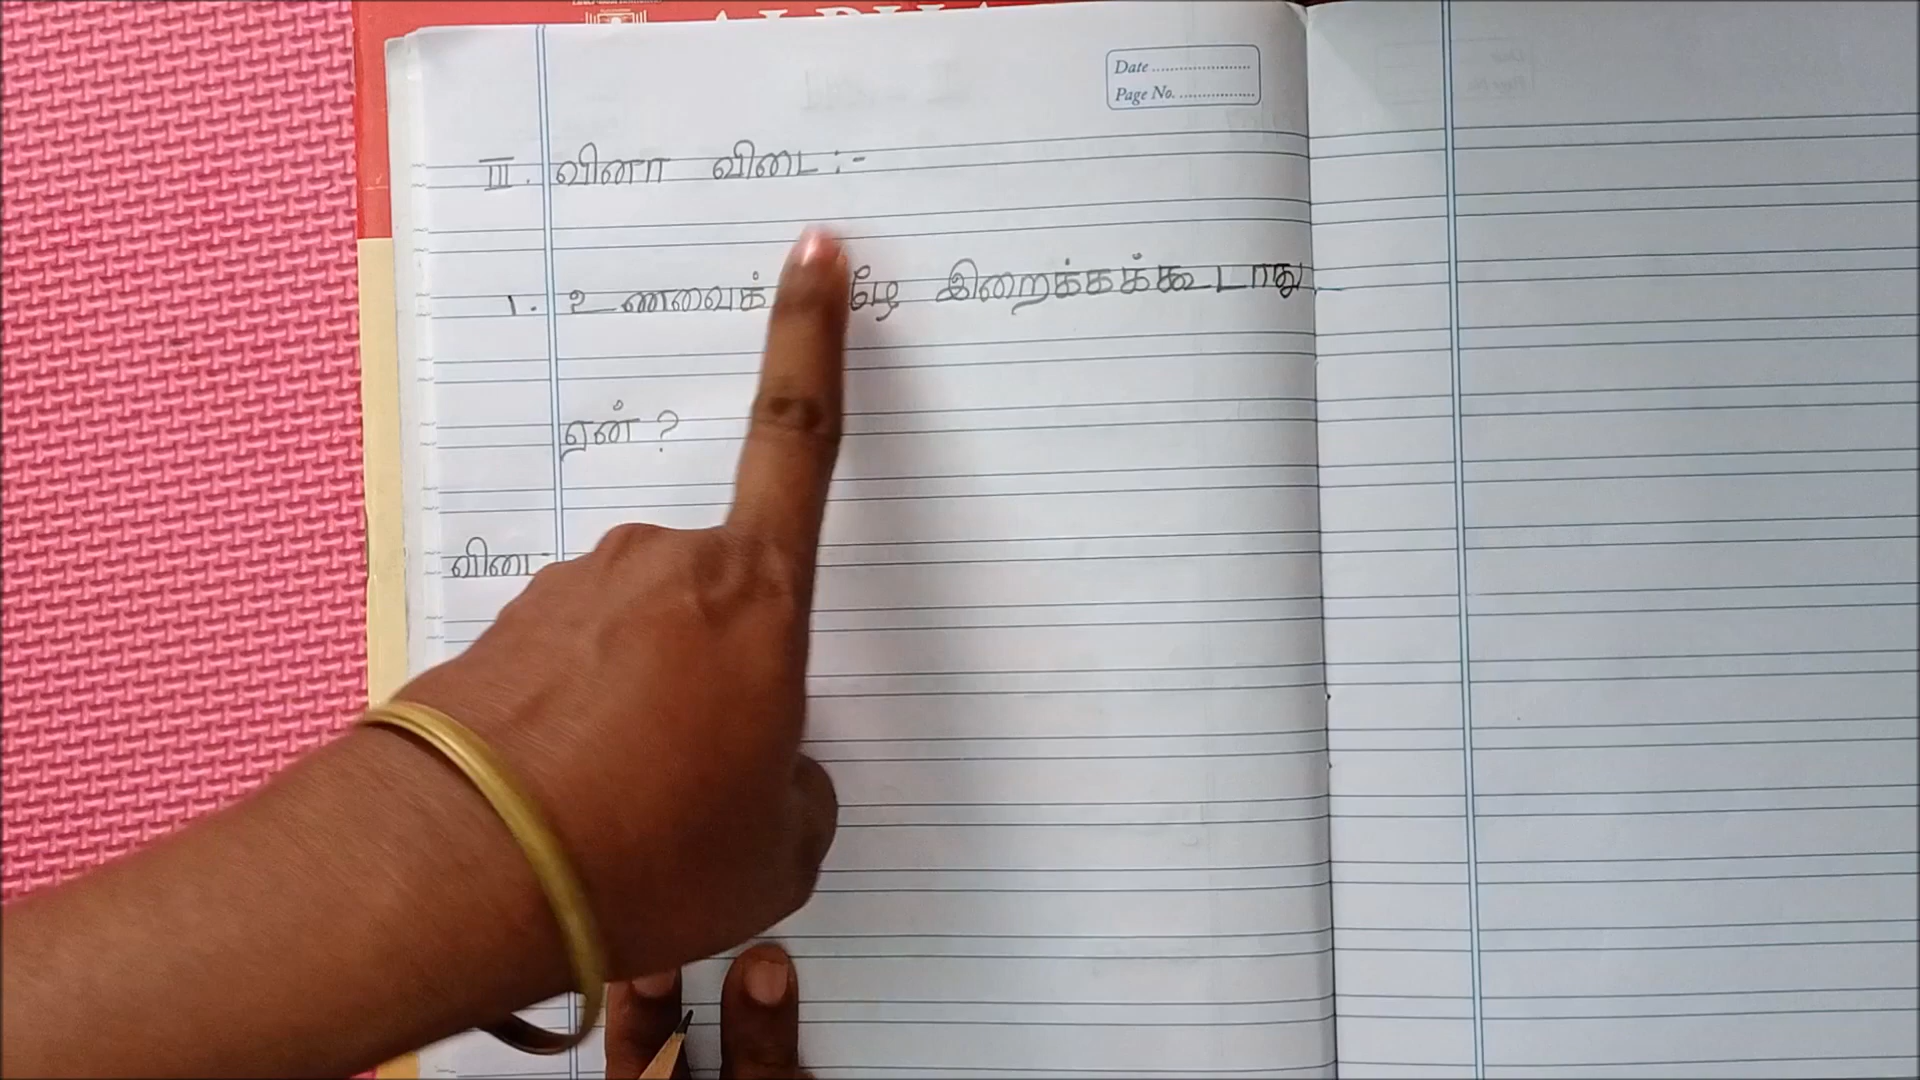 Date
Page No.
III. வினா விடை :-
1. உணவைக் இறைக்கக்கூடாது
ஏன் ?
விடை